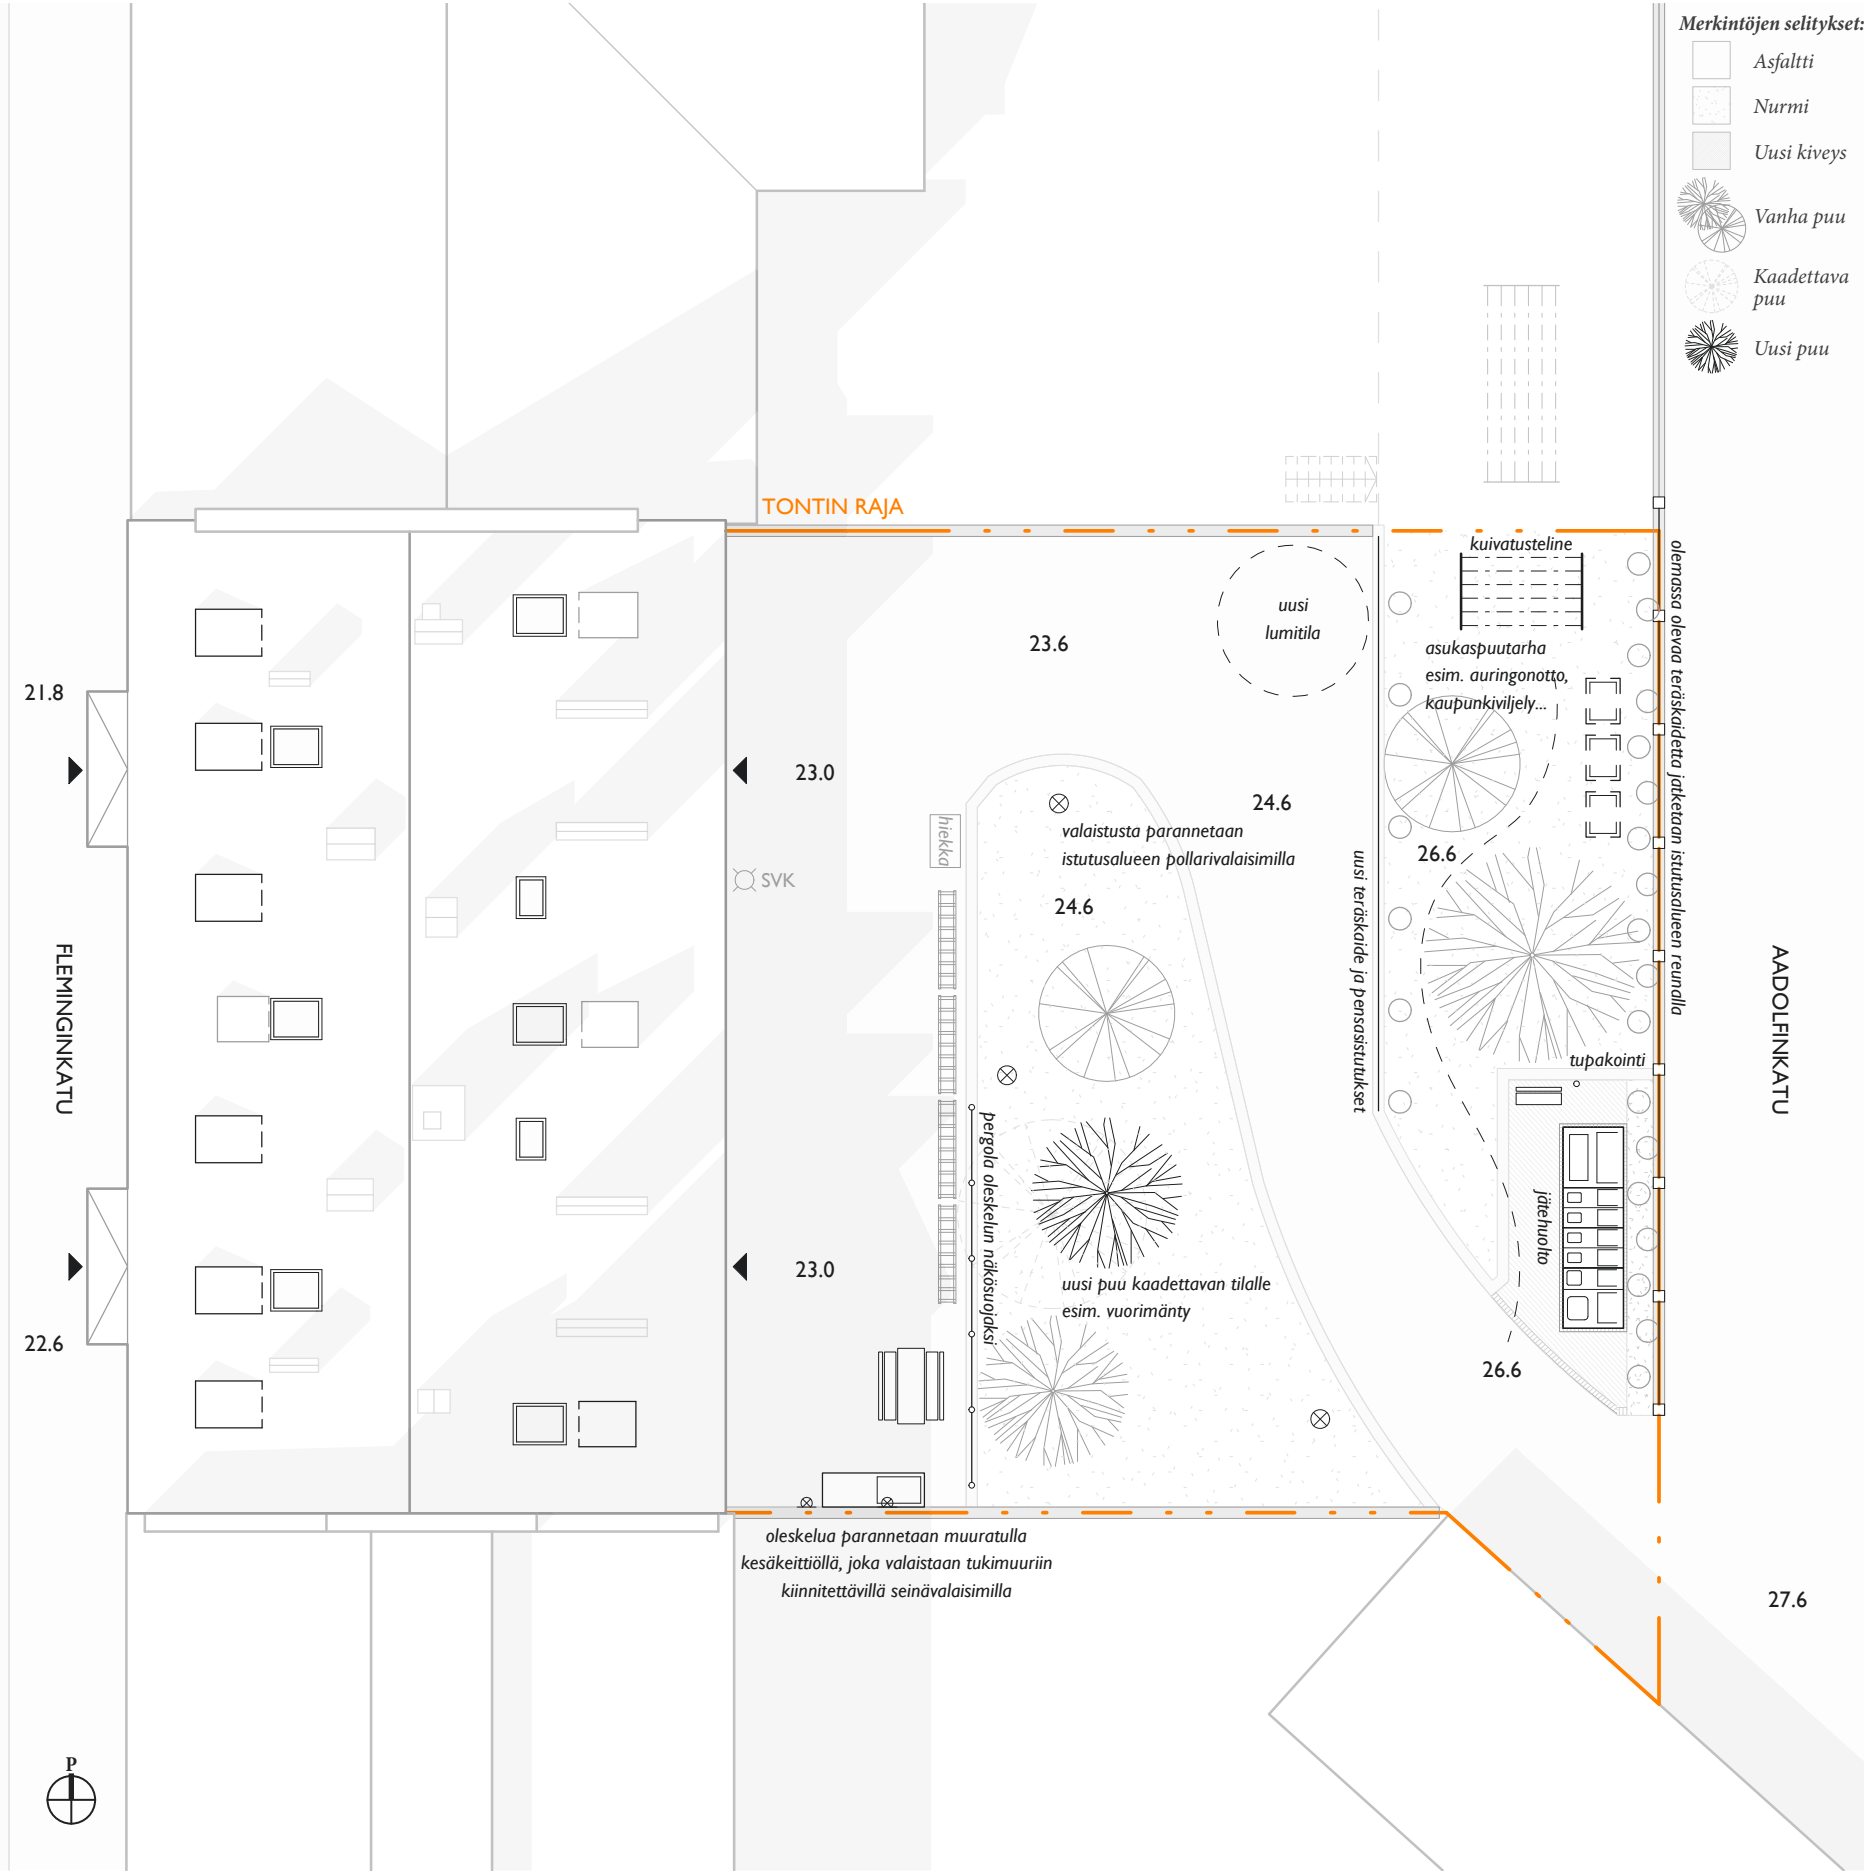 Merkintöjen selitykset:
Asfaltti
Nurmi
Uusi kiveys
Vanha puu
Kaadettava
puu
Uusi puu
TONTIN RAJA
kuivatusteline
uusi
lumitila
23.6
asukaspuutarha
esim. auringonotto,
kaupunkiviljely...
olemassa olevaa teräskaidetta jatketaan istutusalueen reunalla
21.8
23.0
24.6
hiekka
valaistusta parannetaan
istutusalueen pollarivalaisimilla
26.6
uusi teräskaide ja pensasistutukset
SVK
24.6
FLEMINGINKATU
AADOLFINKATU
tupakointi
pergola oleskelun näkösuojaksi
jätehuolto
23.0
uusi puu kaadettavan tilalle
esim. vuorimänty
22.6
26.6
oleskelua parannetaan muuratulla
kesäkeittiöllä, joka valaistaan tukimuuriin
kiinnitettävillä seinävalaisimilla
27.6
P